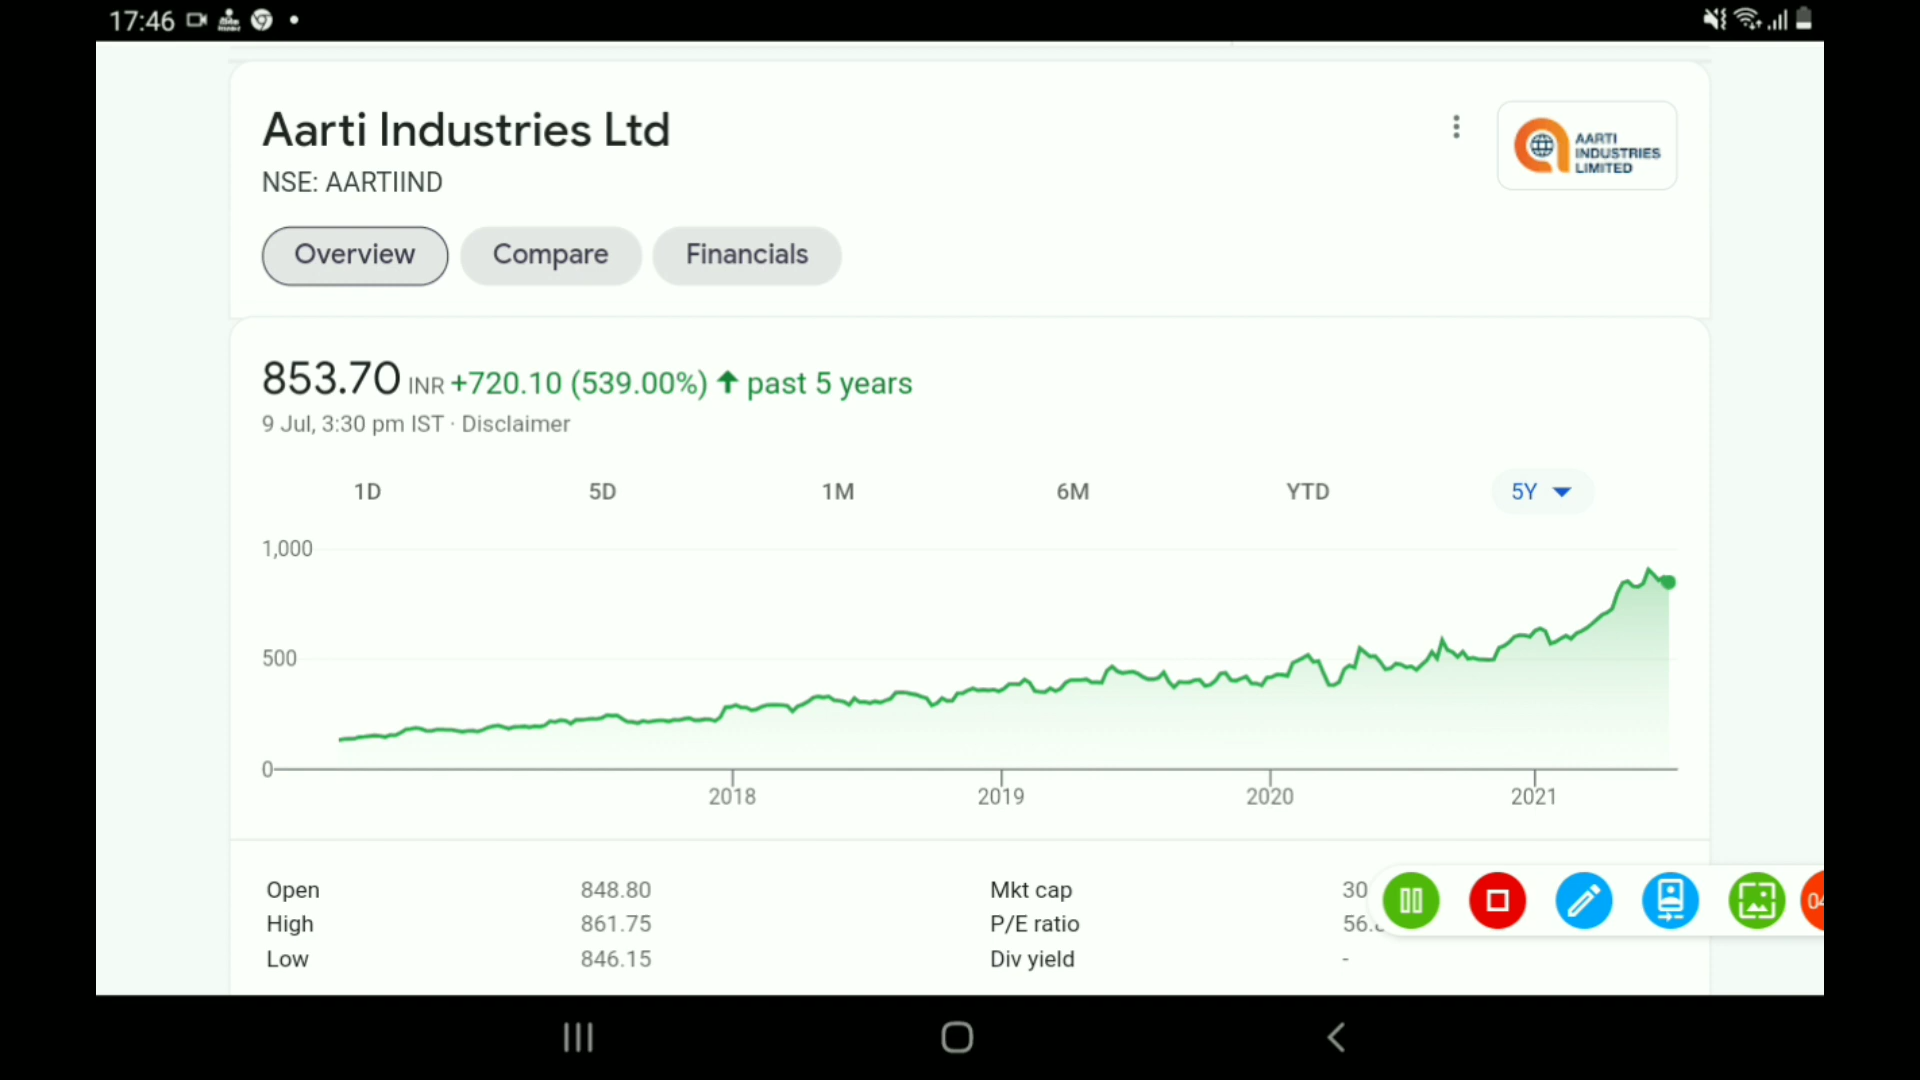 17:46
Aarti Industries Ltd
AARTI
INDUSTRIES
LIMITED
NSE: AARTIIND
Overview Compare Financials
853.70 INR +720.10 (539.00%) past 5 years
9 Jul, 3:30 pm IST · Disclaimer
1D 5D 1M 6M YTD 5Y
1,000
500
0
2018 2019 2020 2021
Open 848.80 Mkt cap 30
High 861.75 P/E ratio 56.
Low 846.15 Div yield -